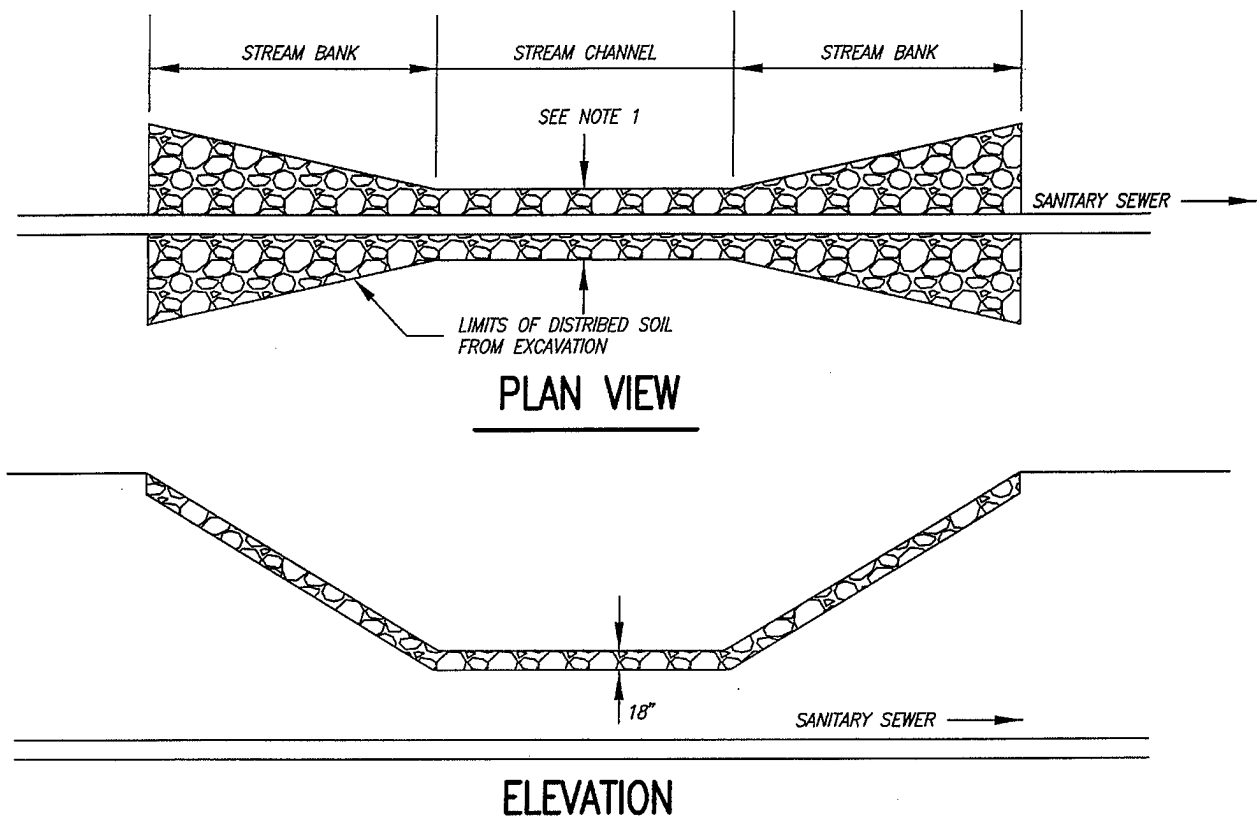 STREAM BANK
STREAM CHANNEL
STREAM BANK
SEE NOTE 1
SANITARY SEWER
LIMITS OF DISTRIBED SOIL
FROM EXCAVATION
PLAN VIEW
18"
SANITARY SEWER
ELEVATION